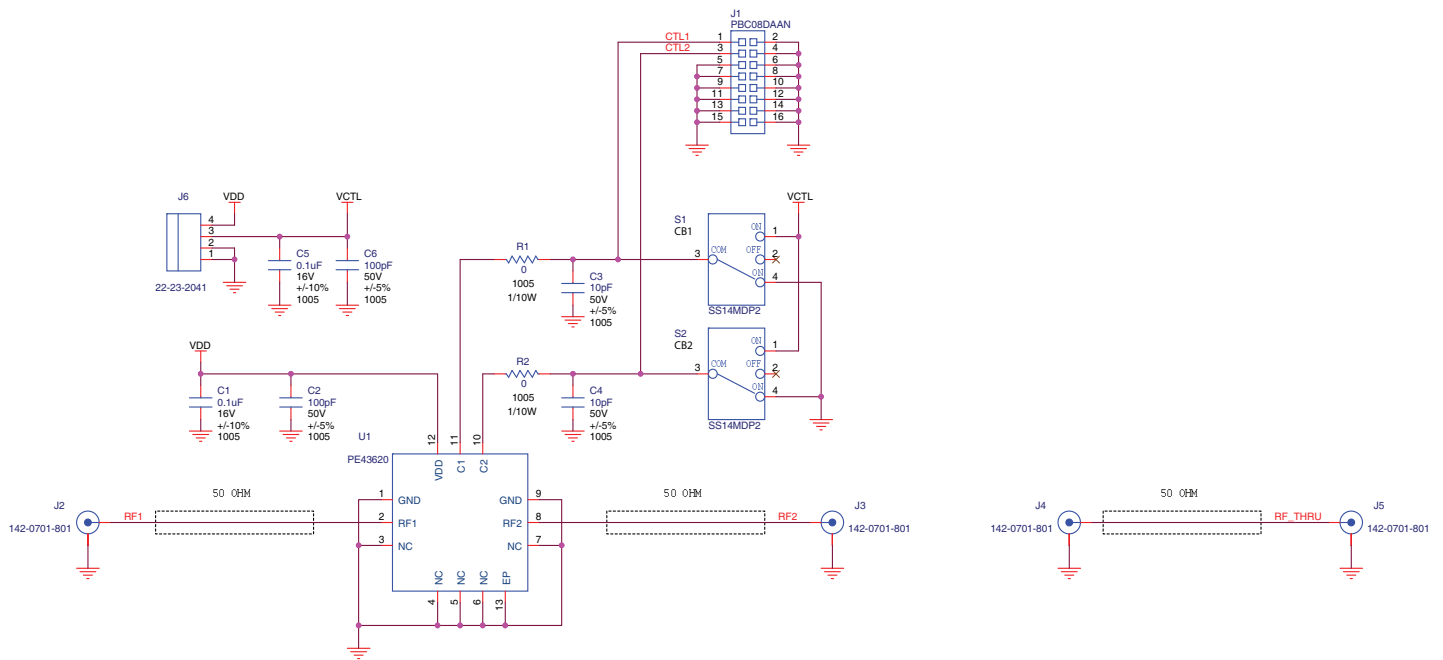 J1
PBC08DAAN
CTL1 1 2
CTL2 3 4
5 6
7 8
9 10
11 12
13 14
15 16
J6
VDD
VCTL
4
3
2
1
22-23-2041
C5
0.1uF
16V
+/-10%
1005
C6
100pF
50V
+/-5%
1005
R1
0
1005
1/10W
C3
10pF
50V
+/-5%
1005
S1
CB1
VCTL
3
COM
ON
1
OFF
2
ON
4
SS14MDP2
S2
CB2
3
COM
ON
1
OFF
2
ON
4
SS14MDP2
R2
0
1005
1/10W
C4
10pF
50V
+/-5%
1005
VDD
C1
0.1uF
16V
+/-10%
1005
C2
100pF
50V
+/-5%
1005
U1
PE43620
12
11
10
VDD
C1
C2
1
GND
2
RF1
3
NC
9
GND
8
RF2
7
NC
NC
NC
NC
EP
4
5
6
13
J2
142-0701-801
RF1
50 OHM
50 OHM
RF2
J3
142-0701-801
J4
142-0701-801
50 OHM
RF_THRU
J5
142-0701-801